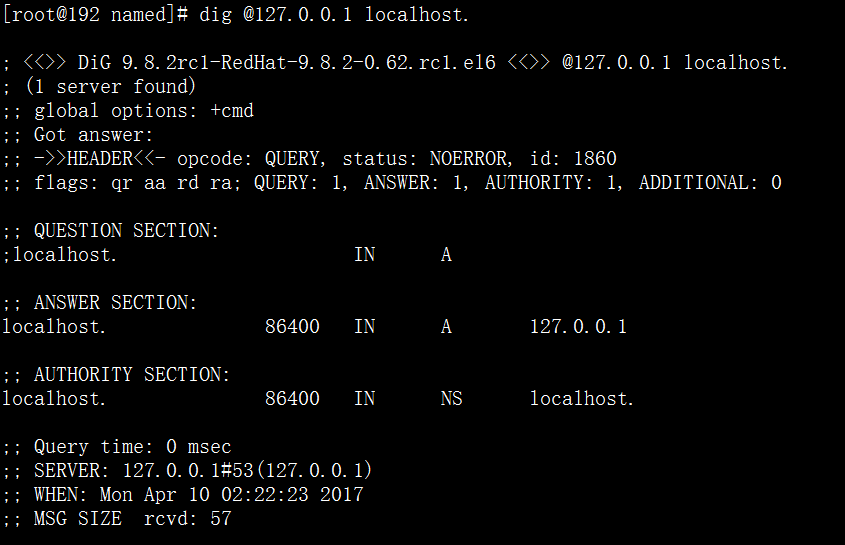 [root@192 named]# dig @127.0.0.1 localhost.
; <<>> DiG 9.8.2rc1-RedHat-9.8.2-0.62.rc1.el6 <<>> @127.0.0.1 localhost.
; (1 server found)
;; global options: +cmd
;; Got answer:
;; ->>HEADER<<- opcode: QUERY, status: NOERROR, id: 1860
;; flags: qr aa rd ra; QUERY: 1, ANSWER: 1, AUTHORITY: 1, ADDITIONAL: 0
;; QUESTION SECTION:
;localhost. IN A
;; ANSWER SECTION:
localhost. 86400 IN A 127.0.0.1
;; AUTHORITY SECTION:
localhost. 86400 IN NS localhost.
;; Query time: 0 msec
;; SERVER: 127.0.0.1#53(127.0.0.1)
;; WHEN: Mon Apr 10 02:22:23 2017
;; MSG SIZE rcvd: 57